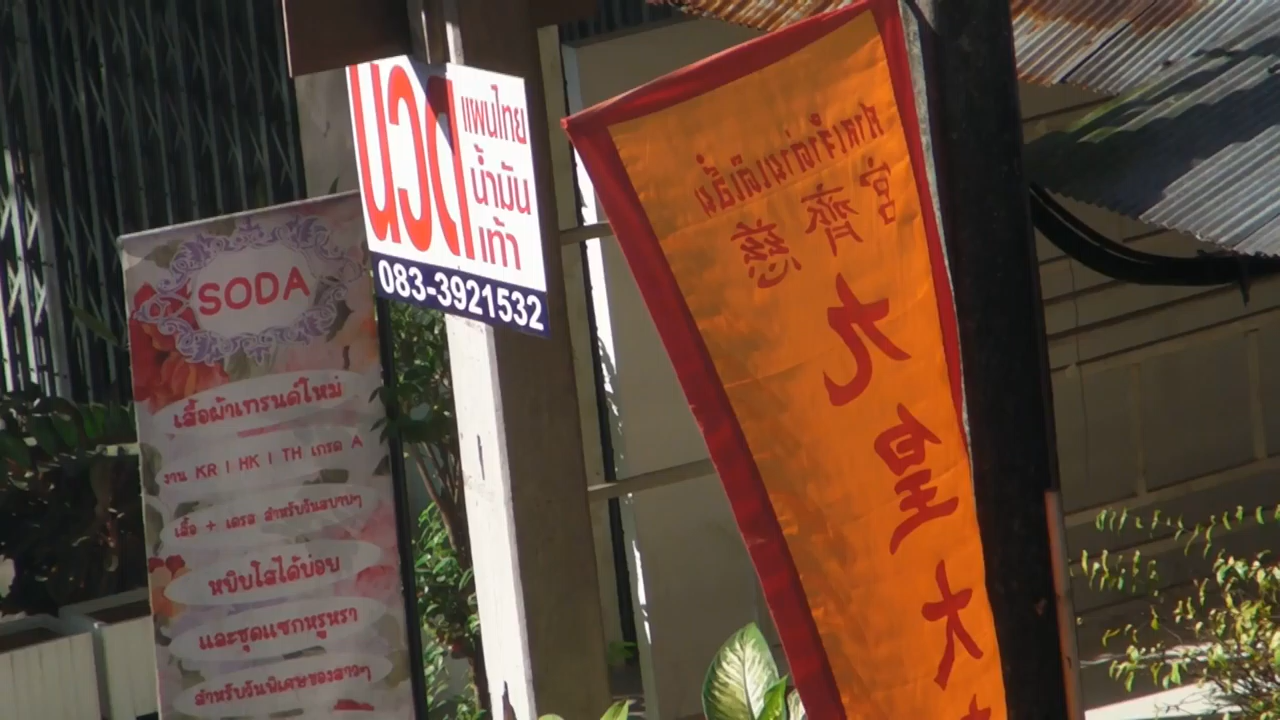 SODA
เสื้อผ้าเทรนด์ใหม่
งาน KR | HK | TH เกรด A
เสื้อ + เดรส สำหรับวันสบายๆ
หยิบใส่ได้บ่อย
และชุดแซกหรูหรา
สำหรับวันพิเศษของสาวๆ
นวด
แผนไทย
น้ำมัน
เท้า
083-3921532
慈齋宮
九皇大